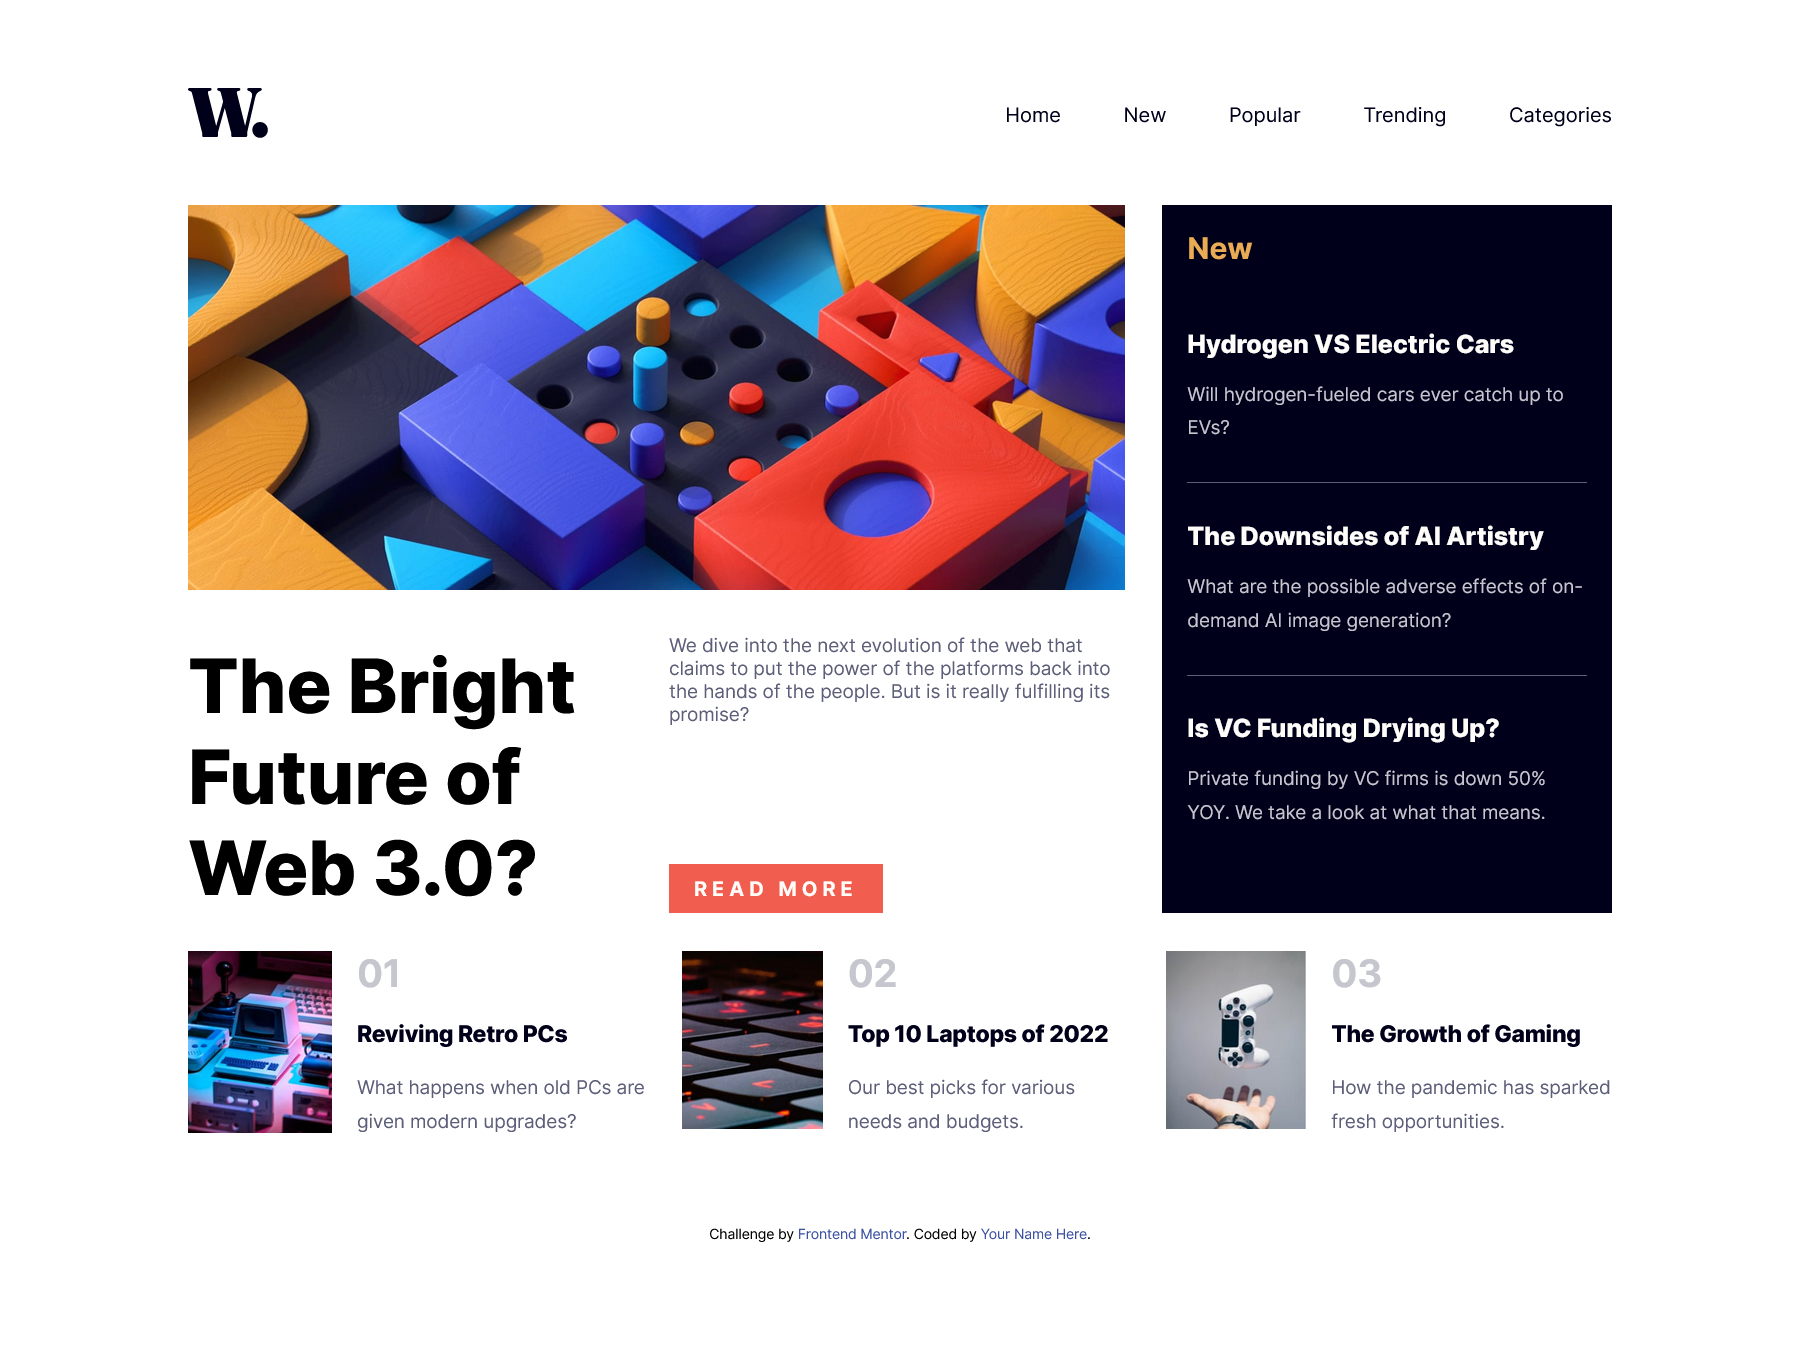 W.
Home New Popular Trending Categories
New
Hydrogen VS Electric Cars
Will hydrogen-fueled cars ever catch up to
EVs?
The Downsides of AI Artistry
What are the possible adverse effects of on-
demand AI image generation?
Is VC Funding Drying Up?
Private funding by VC firms is down 50%
YOY. We take a look at what that means.
The Bright
Future of
Web 3.0?
We dive into the next evolution of the web that
claims to put the power of the platforms back into
the hands of the people. But is it really fulfilling its
promise?
READ MORE
01
Reviving Retro PCs
What happens when old PCs are
given modern upgrades?
02
Top 10 Laptops of 2022
Our best picks for various
needs and budgets.
03
The Growth of Gaming
How the pandemic has sparked
fresh opportunities.
Challenge by Frontend Mentor. Coded by Your Name Here.